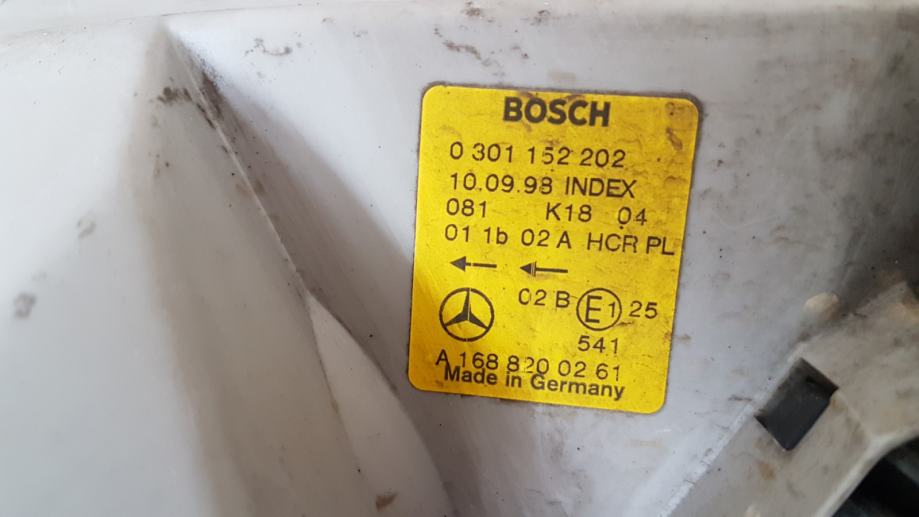 BOSCH
0 301 152 202
10.09.98 INDEX
081 K18 04
01 1b 02 A HCR PL
02 B E1 25
541
A 168 820 02 61
Made in Germany